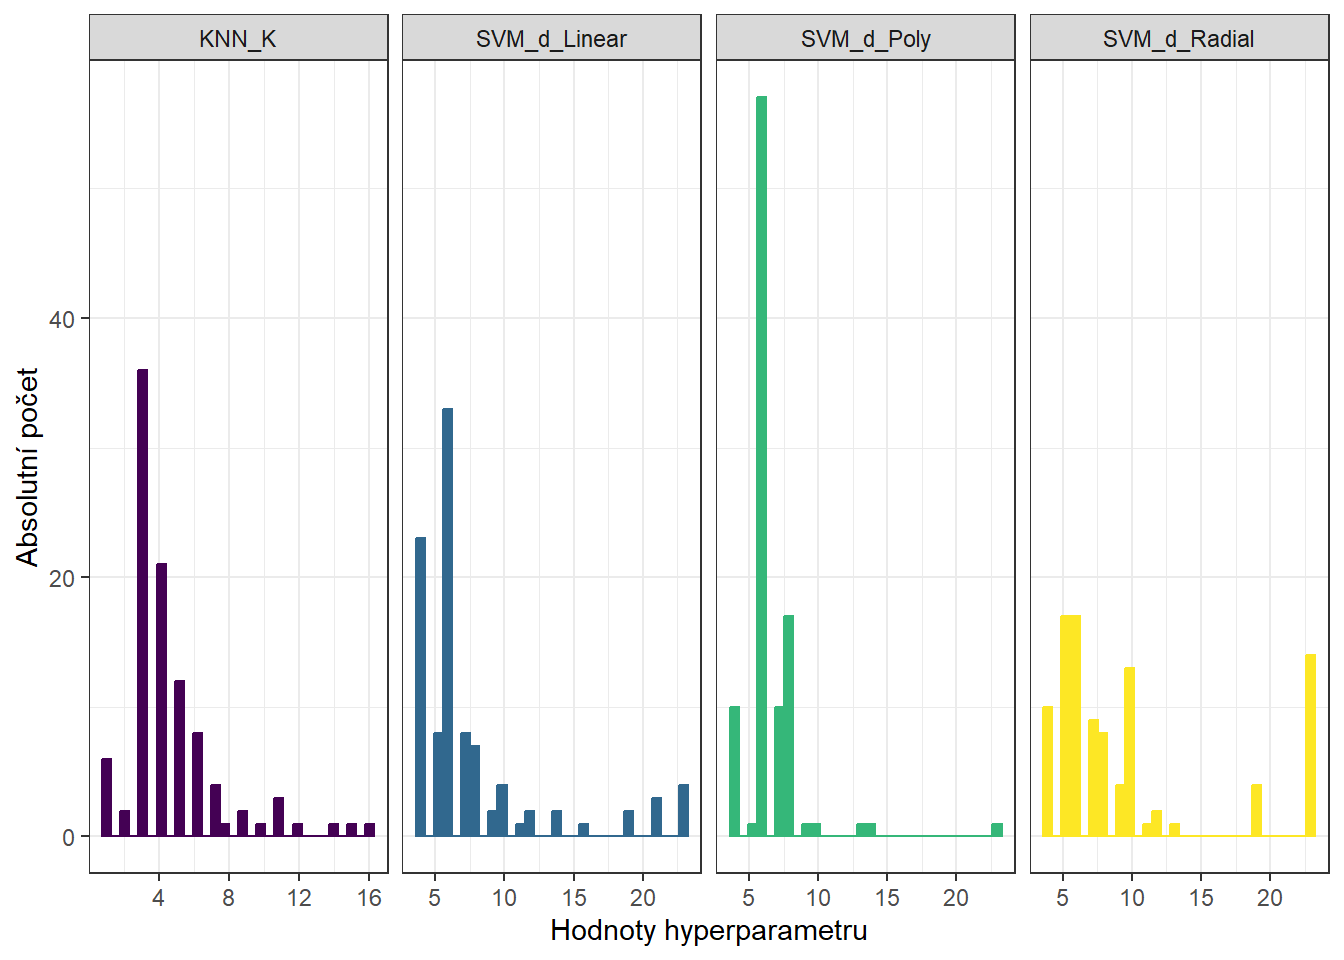 KNN_K SVM_d_Linear SVM_d_Poly SVM_d_Radial
40
20
0
4 8 12 16 5 10 15 20 5 10 15 20 5 10 15 20
Hodnoty hyperparametru
Absolutní počet